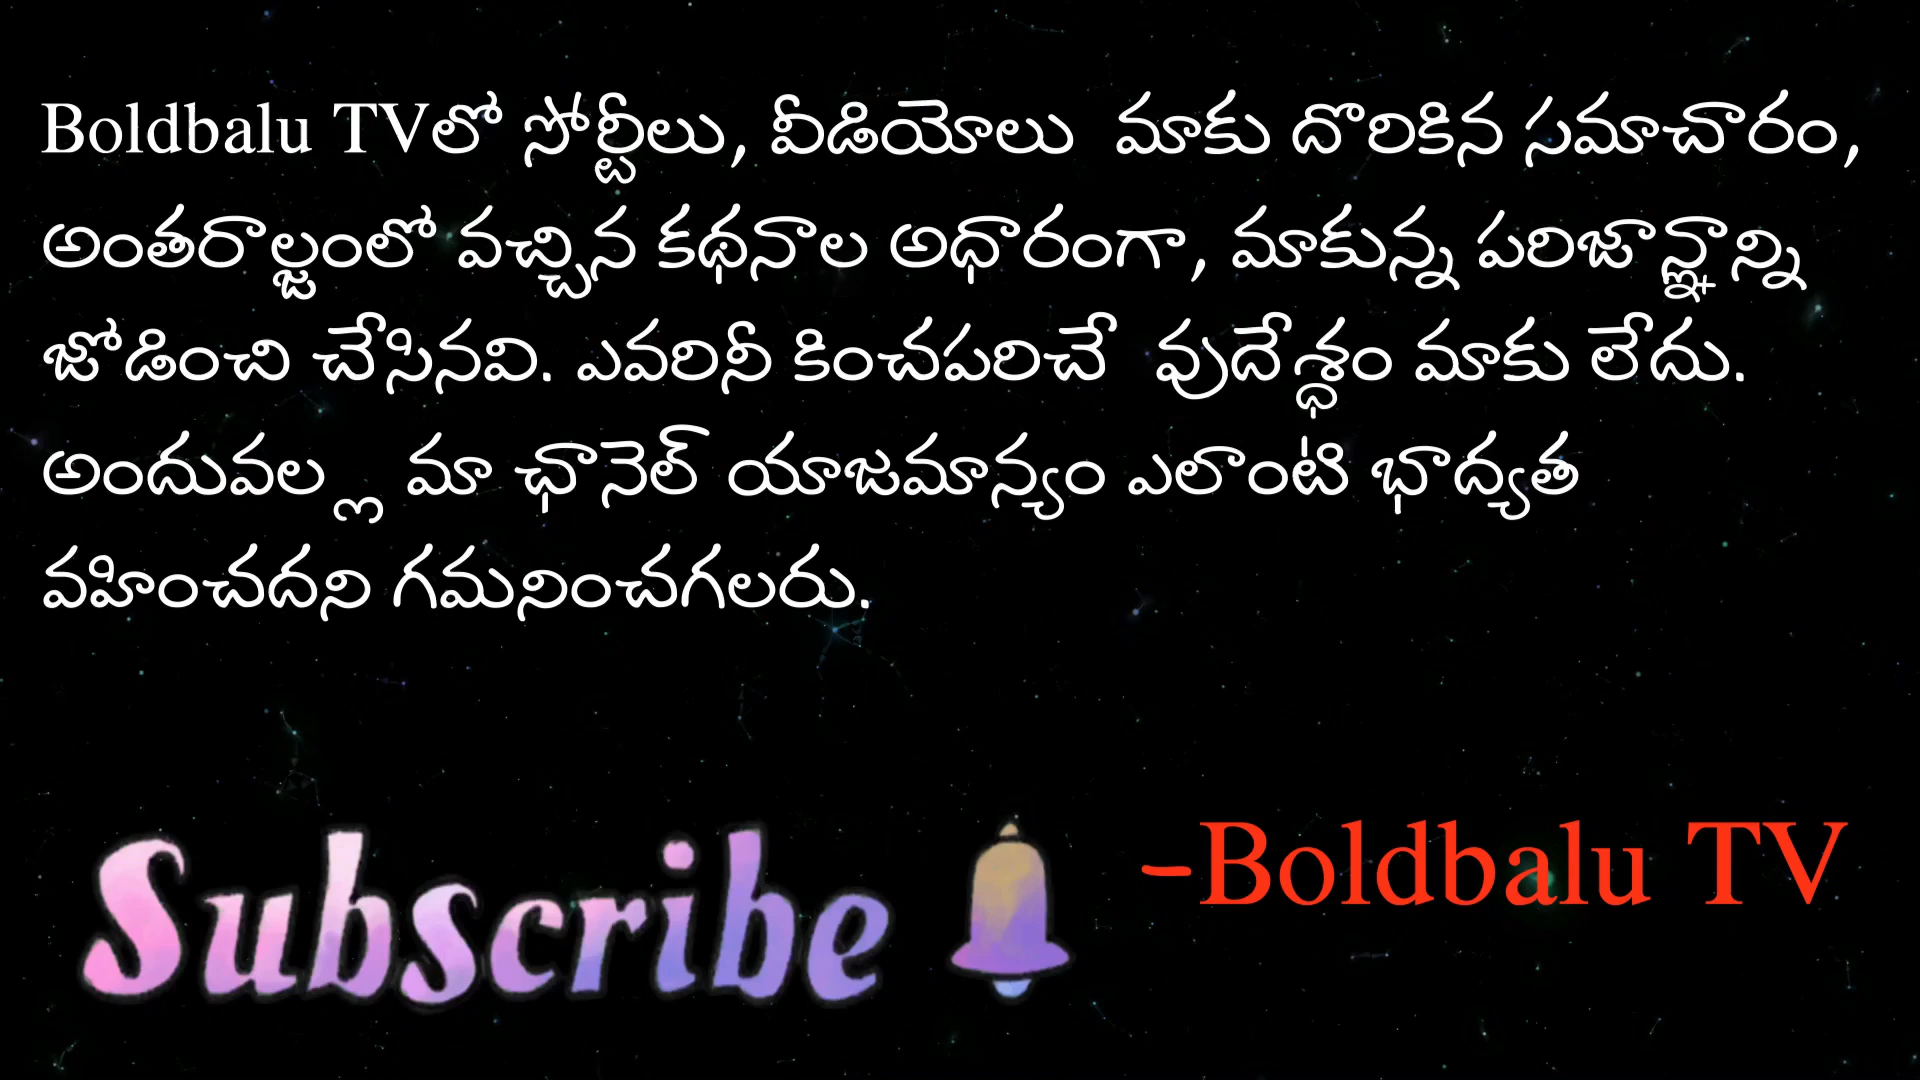 Boldbalu TVలో సోర్టీలు, వీడియోలు మాకు దొరికిన సమాచారం,
అంతరాల్జంలో వచ్చిన కథనాల అధారంగా, మాకున్న పరిజాన్ఞాన్ని
జోడించి చేసినవి. ఎవరినీ కించపరిచే వుదేశ్ధం మాకు లేదు.
అందువల ్ల మా ఛానెల్ యాజమాన్యం ఎలాంటి భాద్యత
వహించదని గమనించగలరు.
Subscribe
-Boldbalu TV